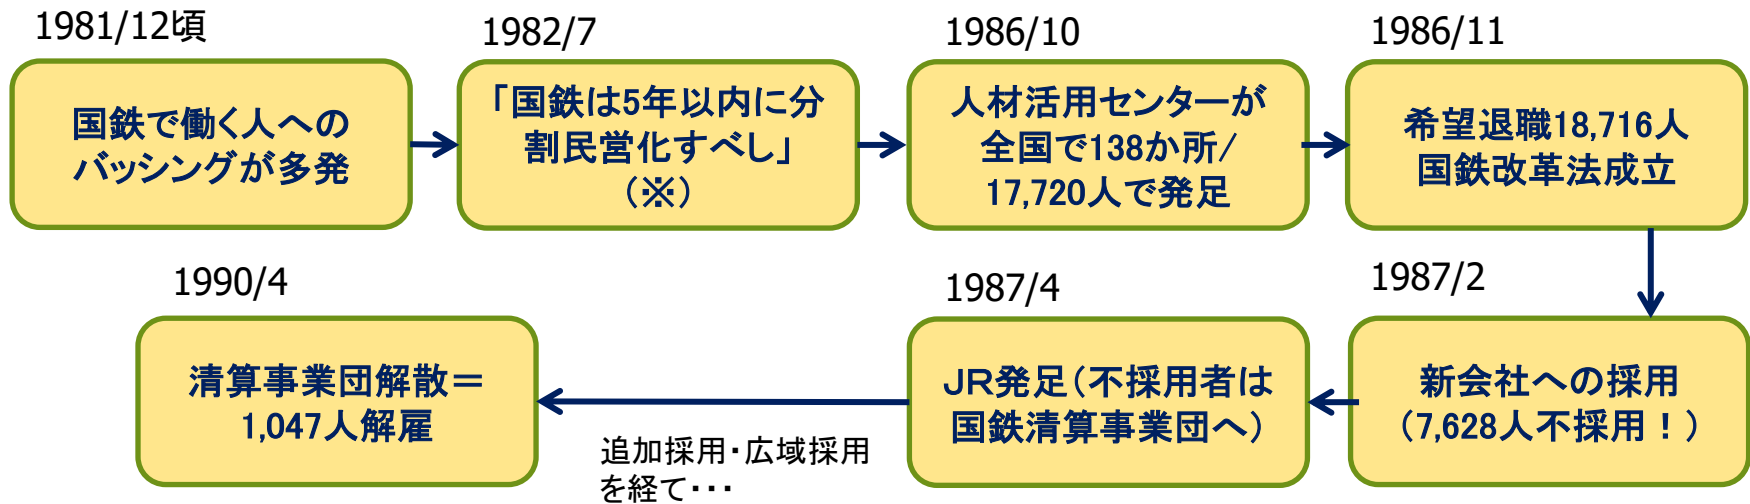 1981/12頃
国鉄で働く人への
バッシングが多発
1982/7
「国鉄は5年以内に分
割民営化すべし」
（※）
1986/10
人材活用センターが
全国で138か所/
17,720人で発足
1986/11
希望退職18,716人
国鉄改革法成立
1987/2
新会社への採用
（7,628人不採用！）
1987/4
ＪＲ発足（不採用者は
国鉄清算事業団へ）
追加採用・広域採用
を経て・・・
1990/4
清算事業団解散＝
1,047人解雇